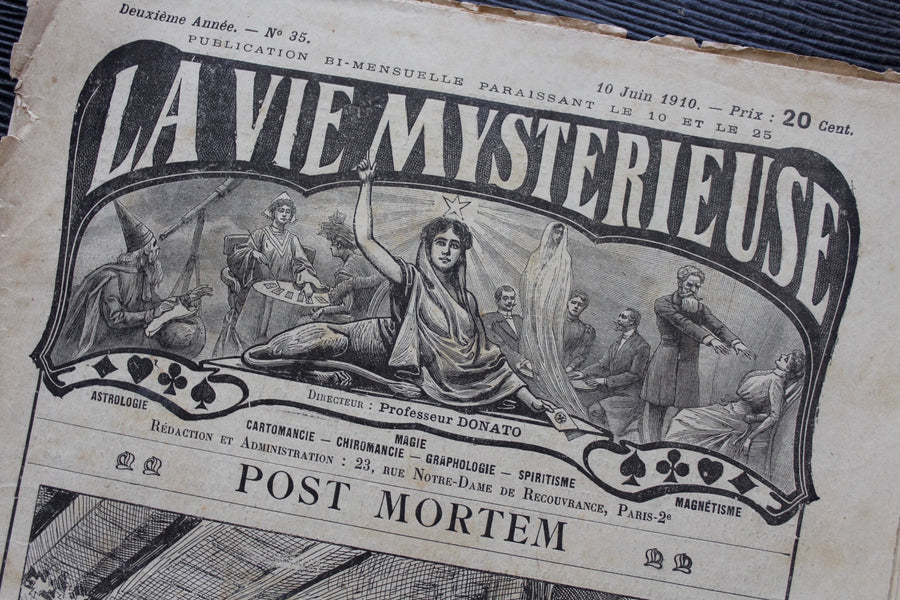 Deuxième Année. — No 35.
10 Juin 1910. — Prix : 20 Cent.
PUBLICATION BI-MENSUELLE PARAISSANT LE 10 ET LE 25
LA VIE MYSTERIEUSE
ASTROLOGIE
Directeur : Professeur DONATO
MAGIE
CARTOMANCIE — CHIROMANCIE — GRAPHOLOGIE — SPIRITISME
MAGNÉTISME
Rédaction et Administration : 23, rue Notre-Dame de Recouvrance, Paris-2e
POST MORTEM